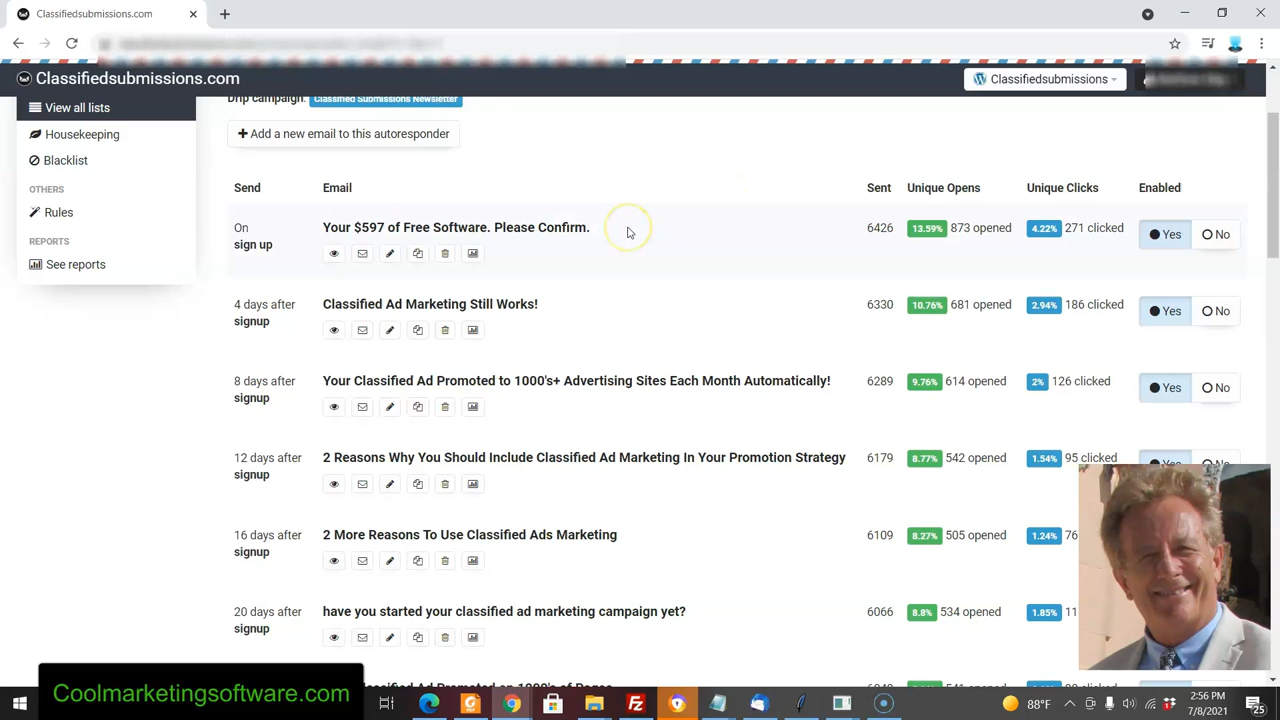 Classifiedsubmissions.com
Classifiedsubmissions.com
Classifiedsubmissions
View all lists
Drip campaign: Classified Submissions Newsletter
Housekeeping
Add a new email to this autoresponder
Blacklist
OTHERS
Rules
REPORTS
See reports
Send Email Sent Unique Opens Unique Clicks Enabled
On sign up
Your $597 of Free Software. Please Confirm.
6426 13.59% 873 opened 4.22% 271 clicked Yes No
4 days after signup
Classified Ad Marketing Still Works!
6330 10.76% 681 opened 2.94% 186 clicked Yes No
8 days after signup
Your Classified Ad Promoted to 1000's+ Advertising Sites Each Month Automatically!
6289 9.76% 614 opened 2% 126 clicked Yes No
12 days after signup
2 Reasons Why You Should Include Classified Ad Marketing In Your Promotion Strategy
6179 8.77% 542 opened 1.54% 95 clicked Yes No
16 days after signup
2 More Reasons To Use Classified Ads Marketing
6109 8.27% 505 opened 1.24% 76
20 days after signup
have you started your classified ad marketing campaign yet?
6066 8.8% 534 opened 1.85% 11
Coolmarketingsoftware.com
88°F
2:56 PM
7/8/2021
25